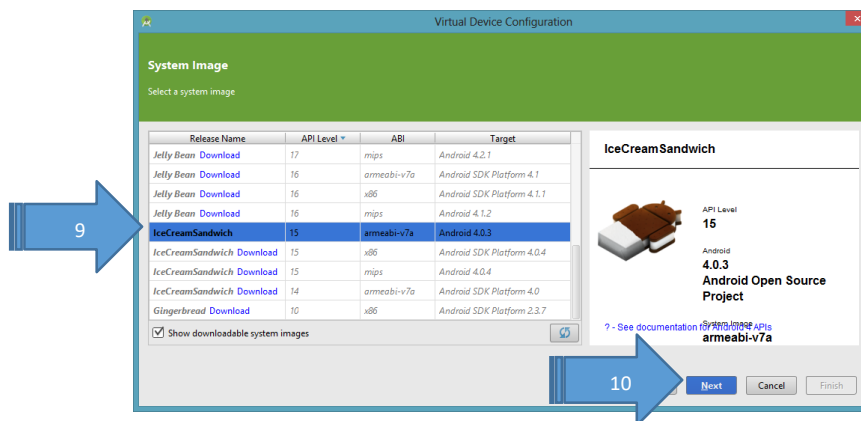 Virtual Device Configuration
System Image
Select a system image
Release Name API Level ABI Target
Jelly Bean Download 17 mips Android 4.2.1
Jelly Bean Download 16 armeabi-v7a Android SDK Platform 4.1
Jelly Bean Download 16 x86 Android SDK Platform 4.1.1
Jelly Bean Download 16 mips Android 4.1.2
IceCreamSandwich 15 armeabi-v7a Android 4.0.3
IceCreamSandwich Download 15 x86 Android SDK Platform 4.0.4
IceCreamSandwich Download 15 mips Android 4.0.4
IceCreamSandwich Download 14 armeabi-v7a Android SDK Platform 4.0
Gingerbread Download 10 x86 Android SDK Platform 2.3.7
Show downloadable system images
9
IceCreamSandwich
API Level
15
Android
4.0.3
Android Open Source
Project
System Image
? - See documentation for Android 4 APIs
armeabi-v7a
10
Next Cancel Finish